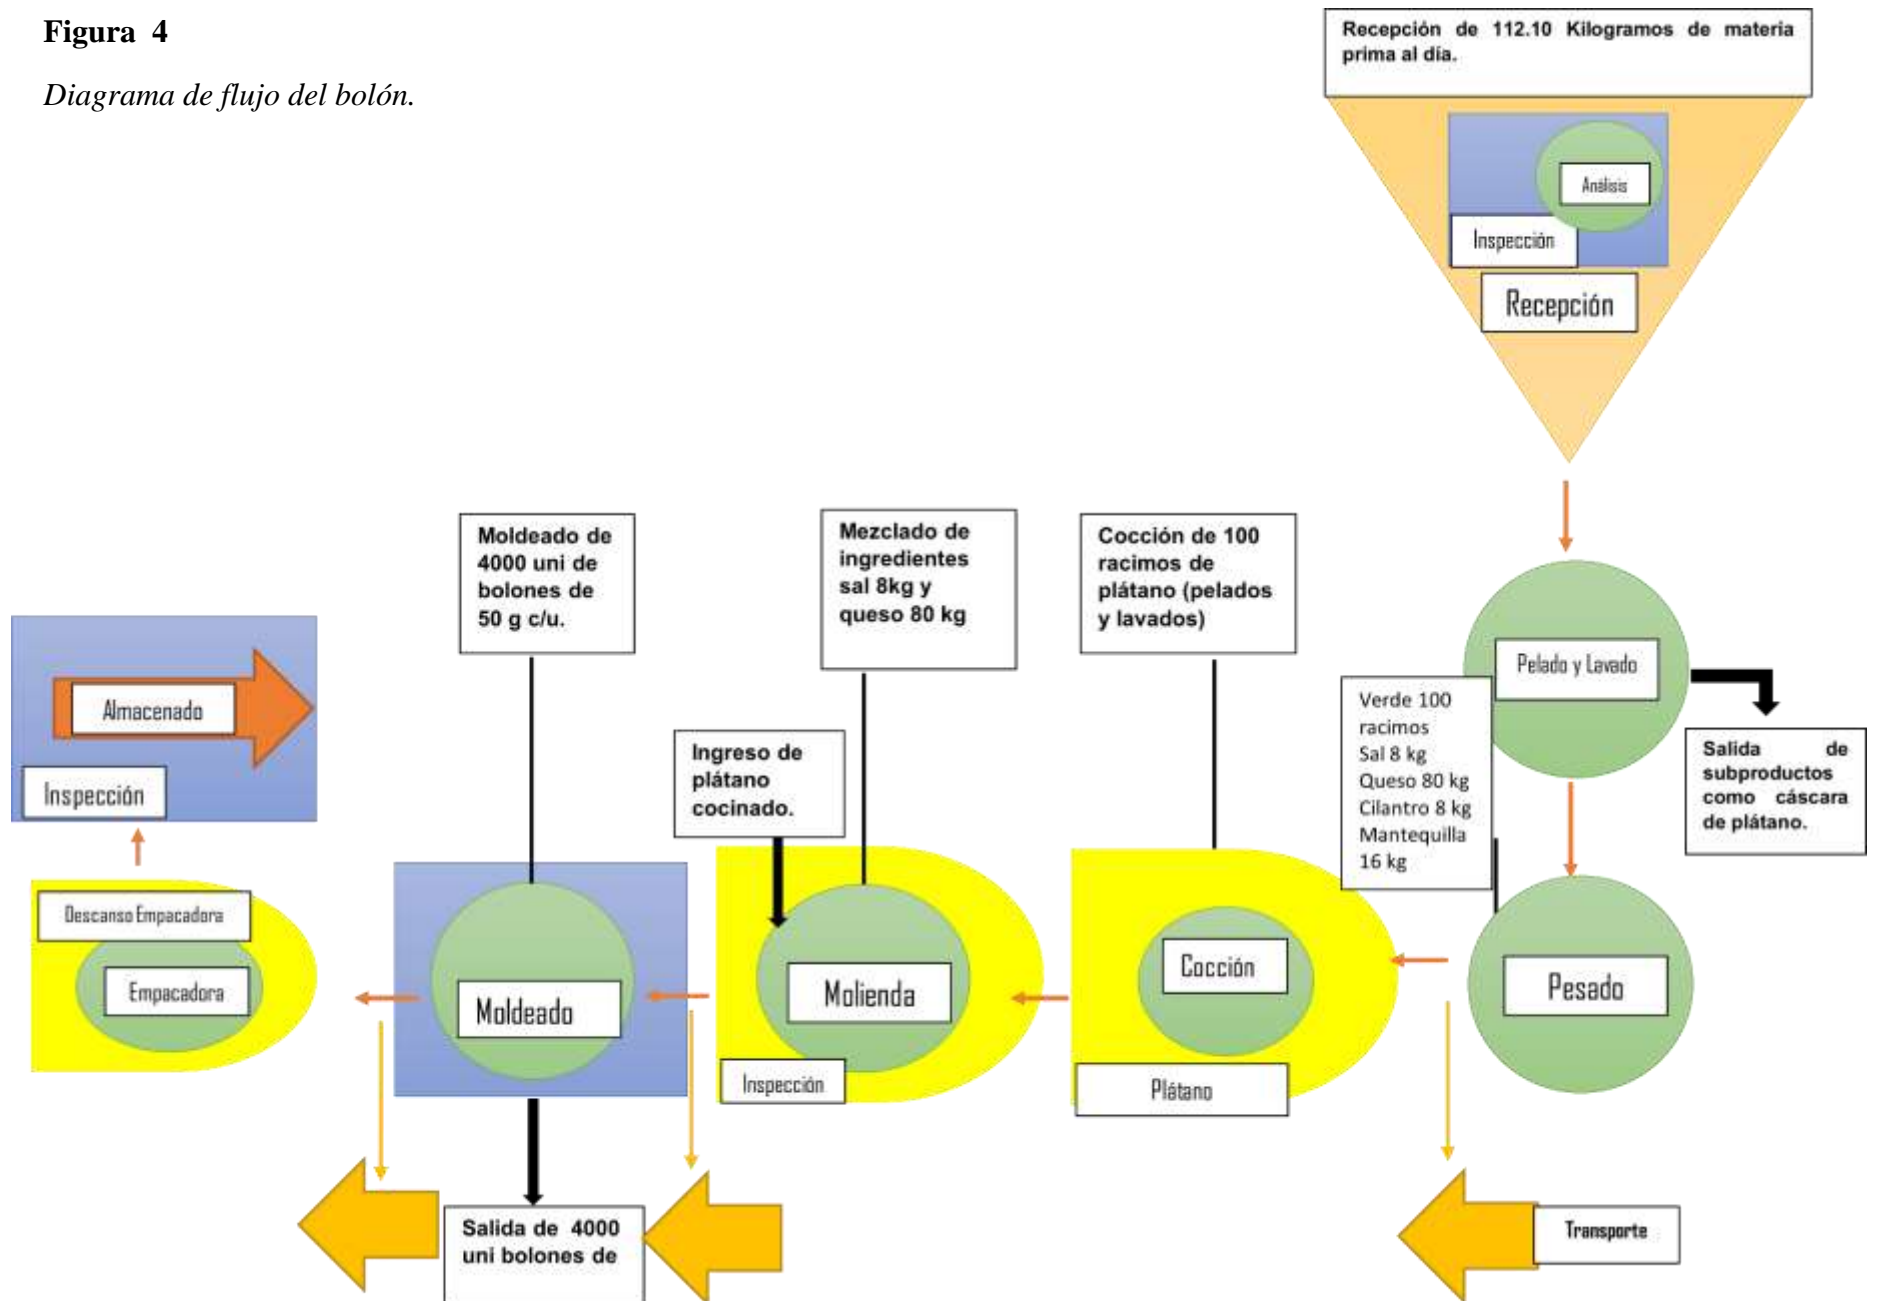 Figura 4
Diagrama de flujo del bolón.
Recepción de 112.10 Kilogramos de materia
prima al día.
Análisis
Inspección
Recepción
Pelado y Lavado
Salida de
subproductos
como cáscara
de plátano.
Verde 100
racimos
Sal 8 kg
Queso 80 kg
Cilantro 8 kg
Mantequilla
16 kg
Pesado
Transporte
Cocción de 100
racimos de
plátano (pelados
y lavados)
Cocción
Plátano
Mezclado de
ingredientes
sal 8kg y
queso 80 kg
Ingreso de
plátano
cocinado.
Molienda
Inspección
Moldeado de
4000 uni de
bolones de
50 g c/u.
Moldeado
Salida de 4000
uni bolones de
Descanso Empacadora
Empacadora
Almacenado
Inspección